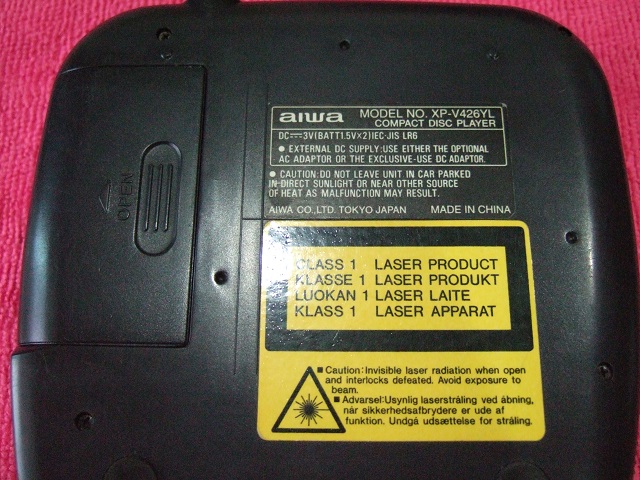 OPEN
aiwa MODEL NO. XP-V426YL
COMPACT DISC PLAYER
DC⎓3V(BATT1.5V×2)IEC·JIS LR6
● EXTERNAL DC SUPPLY:USE EITHER THE OPTIONAL
AC ADAPTOR OR THE EXCLUSIVE-USE DC ADAPTOR.
● CAUTION:DO NOT LEAVE UNIT IN CAR PARKED
IN DIRECT SUNLIGHT OR NEAR OTHER SOURCE
OF HEAT AS MALFUNCTION MAY RESULT.
AIWA CO.,LTD. TOKYO JAPAN MADE IN CHINA
CLASS 1 LASER PRODUCT
KLASSE 1 LASER PRODUKT
LUOKAN 1 LASER LAITE
KLASS 1 LASER APPARAT
■ Caution:Invisible laser radiation when open
and interlocks defeated. Avoid exposure to
beam.
■ Advarsel:Usynlig laserstråling ved åbning,
når sikkerhedsafbrydere er ude af
funktion. Undgå udsættelse for stråling.